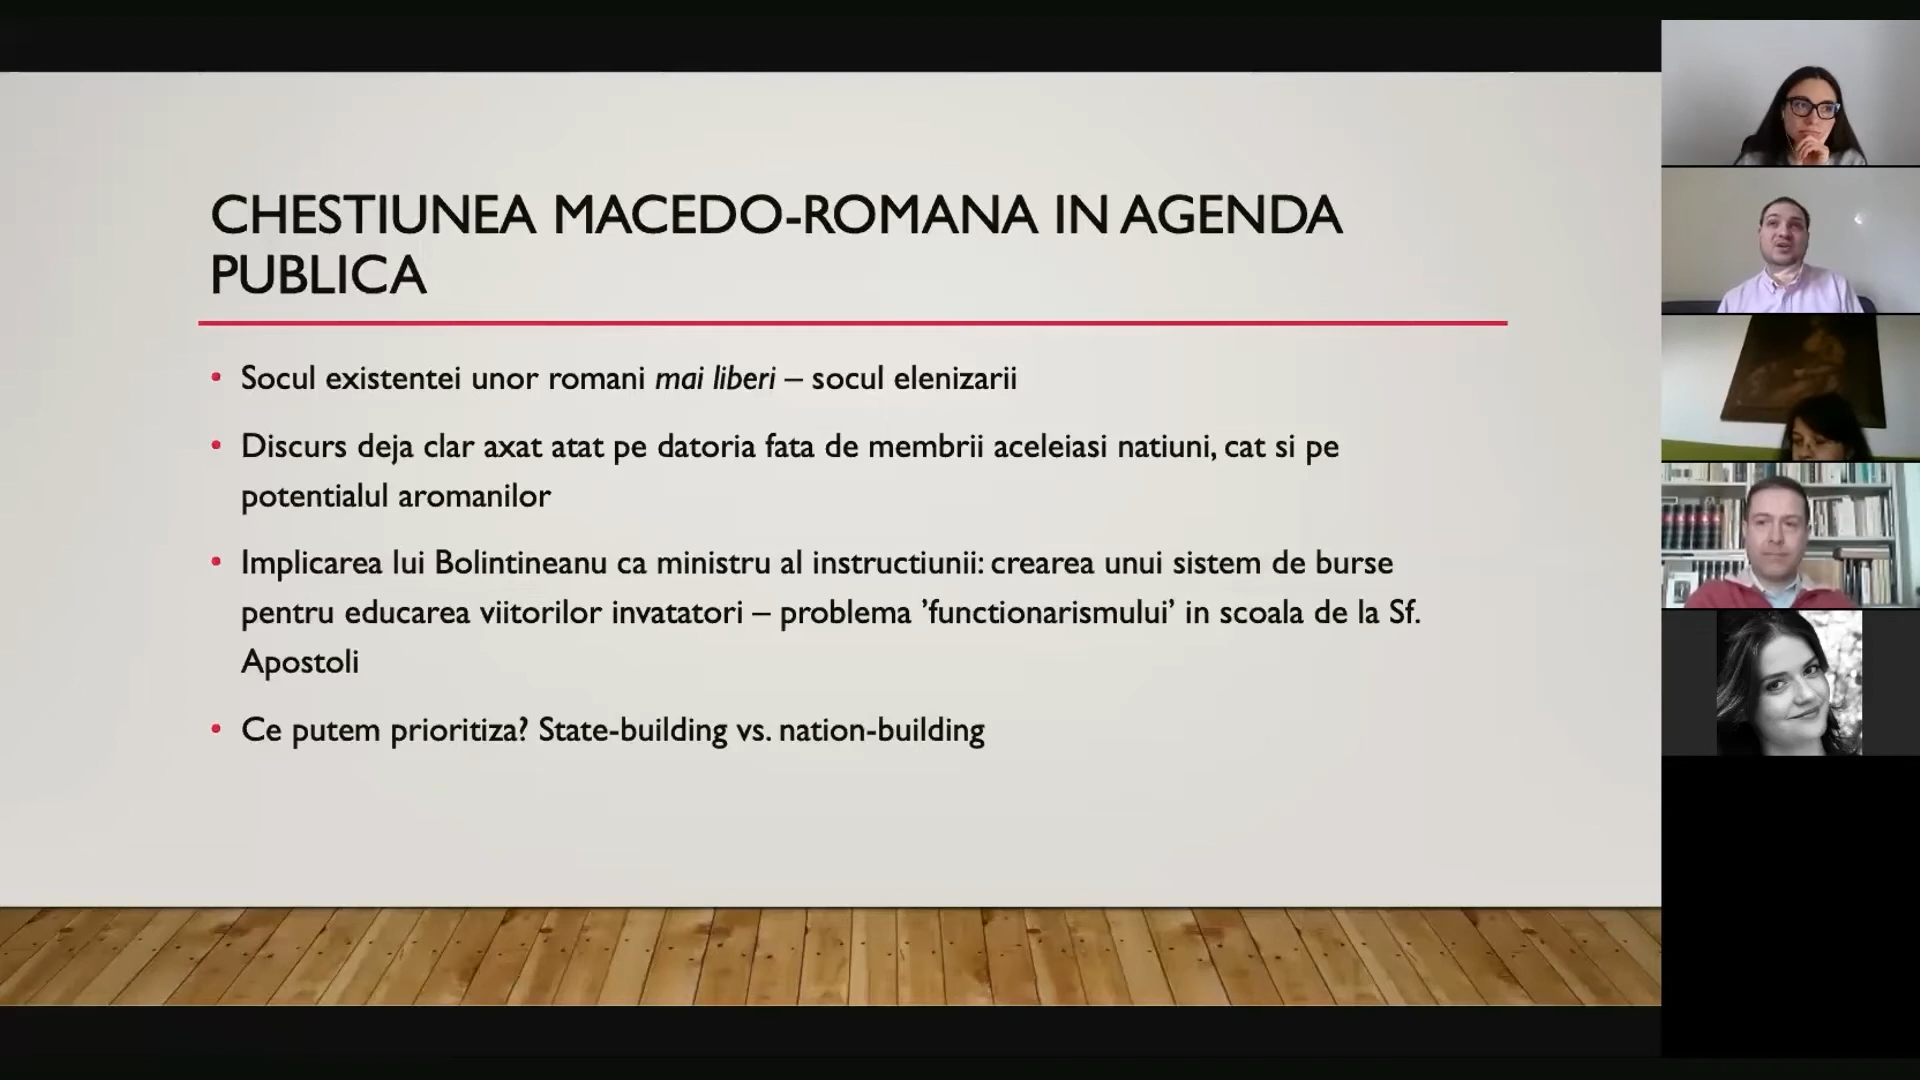 CHESTIUNEA MACEDO-ROMANA IN AGENDA
PUBLICA
• Socul existentei unor romani mai liberi – socul elenizarii
• Discurs deja clar axat atat pe datoria fata de membrii aceleiasi natiuni, cat si pe
potentialul aromanilor
• Implicarea lui Bolintineanu ca ministru al instructiunii: crearea unui sistem de burse
pentru educarea viitorilor invatatori – problema ’functionarismului’ in scoala de la Sf.
Apostoli
• Ce putem prioritiza? State-building vs. nation-building